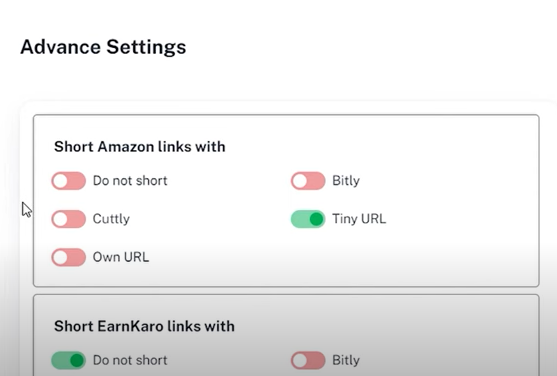 Advance Settings
Short Amazon links with
Do not short Bitly
Cuttly Tiny URL
Own URL
Short EarnKaro links with
Do not short Bitly